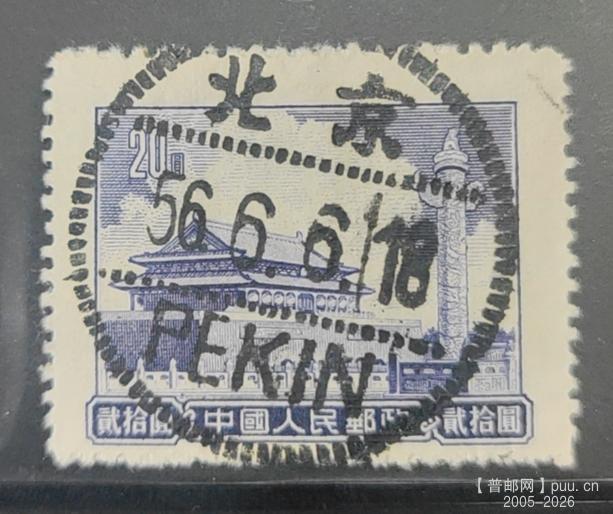 北京
20圓
56.6.6.18
PEKIN
貳拾圓 中國人民郵政 貳拾圓
【普邮网】puu.cn
2005-2026